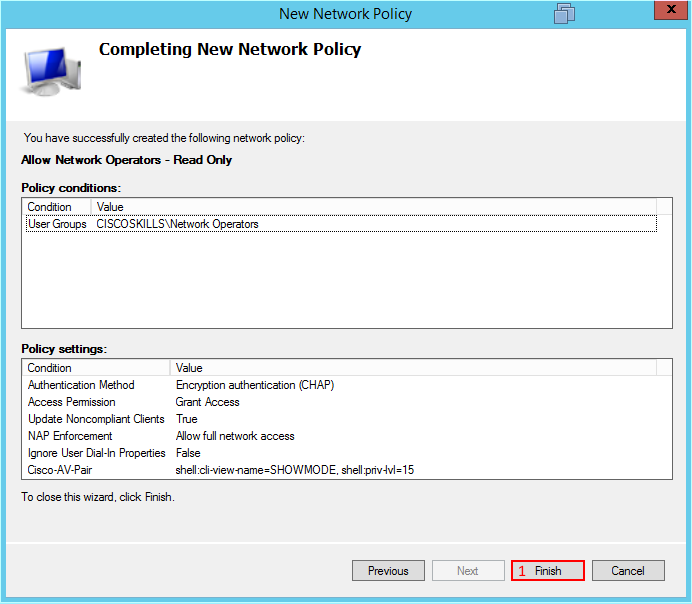 New Network Policy
x
Completing New Network Policy
You have successfully created the following network policy:
Allow Network Operators - Read Only
Policy conditions:
Condition Value
User Groups CISCOSKILLS\Network Operators
Policy settings:
Condition Value
Authentication Method Encryption authentication (CHAP)
Access Permission Grant Access
Update Noncompliant Clients True
NAP Enforcement Allow full network access
Ignore User Dial-In Properties False
Cisco-AV-Pair shell:cli-view-name=SHOWMODE, shell:priv-lvl=15
To close this wizard, click Finish.
Previous Next 1 Finish Cancel